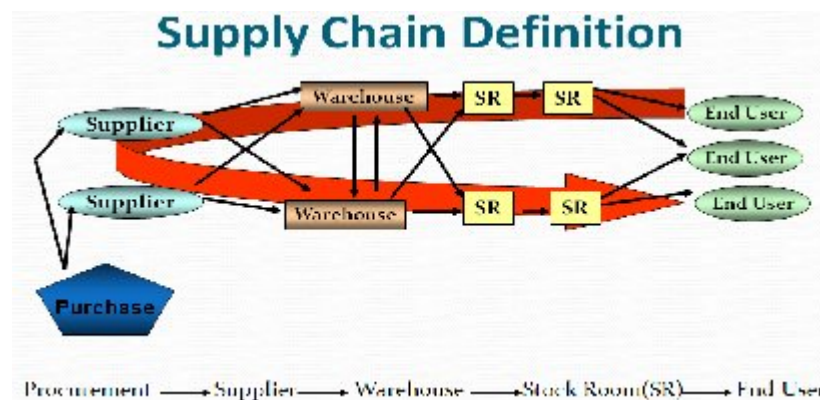 Supply Chain Definition
Warehouse
SR
SR
End User
Supplier
End User
Supplier
Warehouse
SR
SR
End User
Purchase
Procurement Supplier Warehouse Stock Room(SR) End User